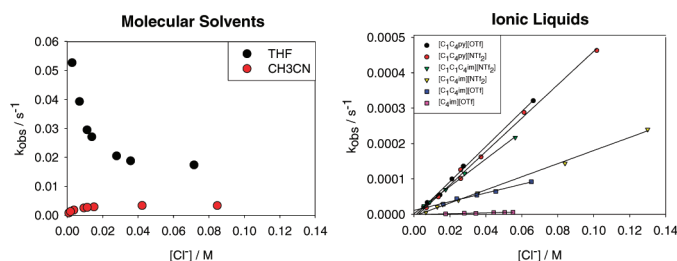 Molecular Solvents
0.06
0.05
0.04
0.03
0.02
0.01
0.00
kobs / s-1
THF
CH3CN
0.00 0.02 0.04 0.06 0.08 0.10 0.12 0.14
[Cl-] / M
Ionic Liquids
0.0005
0.0004
0.0003
0.0002
0.0001
0.0000
kobs / s-1
[C1C4py][OTf]
[C1C4py][NTf2]
[C1C1C4im][NTf2]
[C1C4im][NTf2]
[C1C4im][OTf]
[C4im][OTf]
0.00 0.02 0.04 0.06 0.08 0.10 0.12 0.14
[Cl-] / M